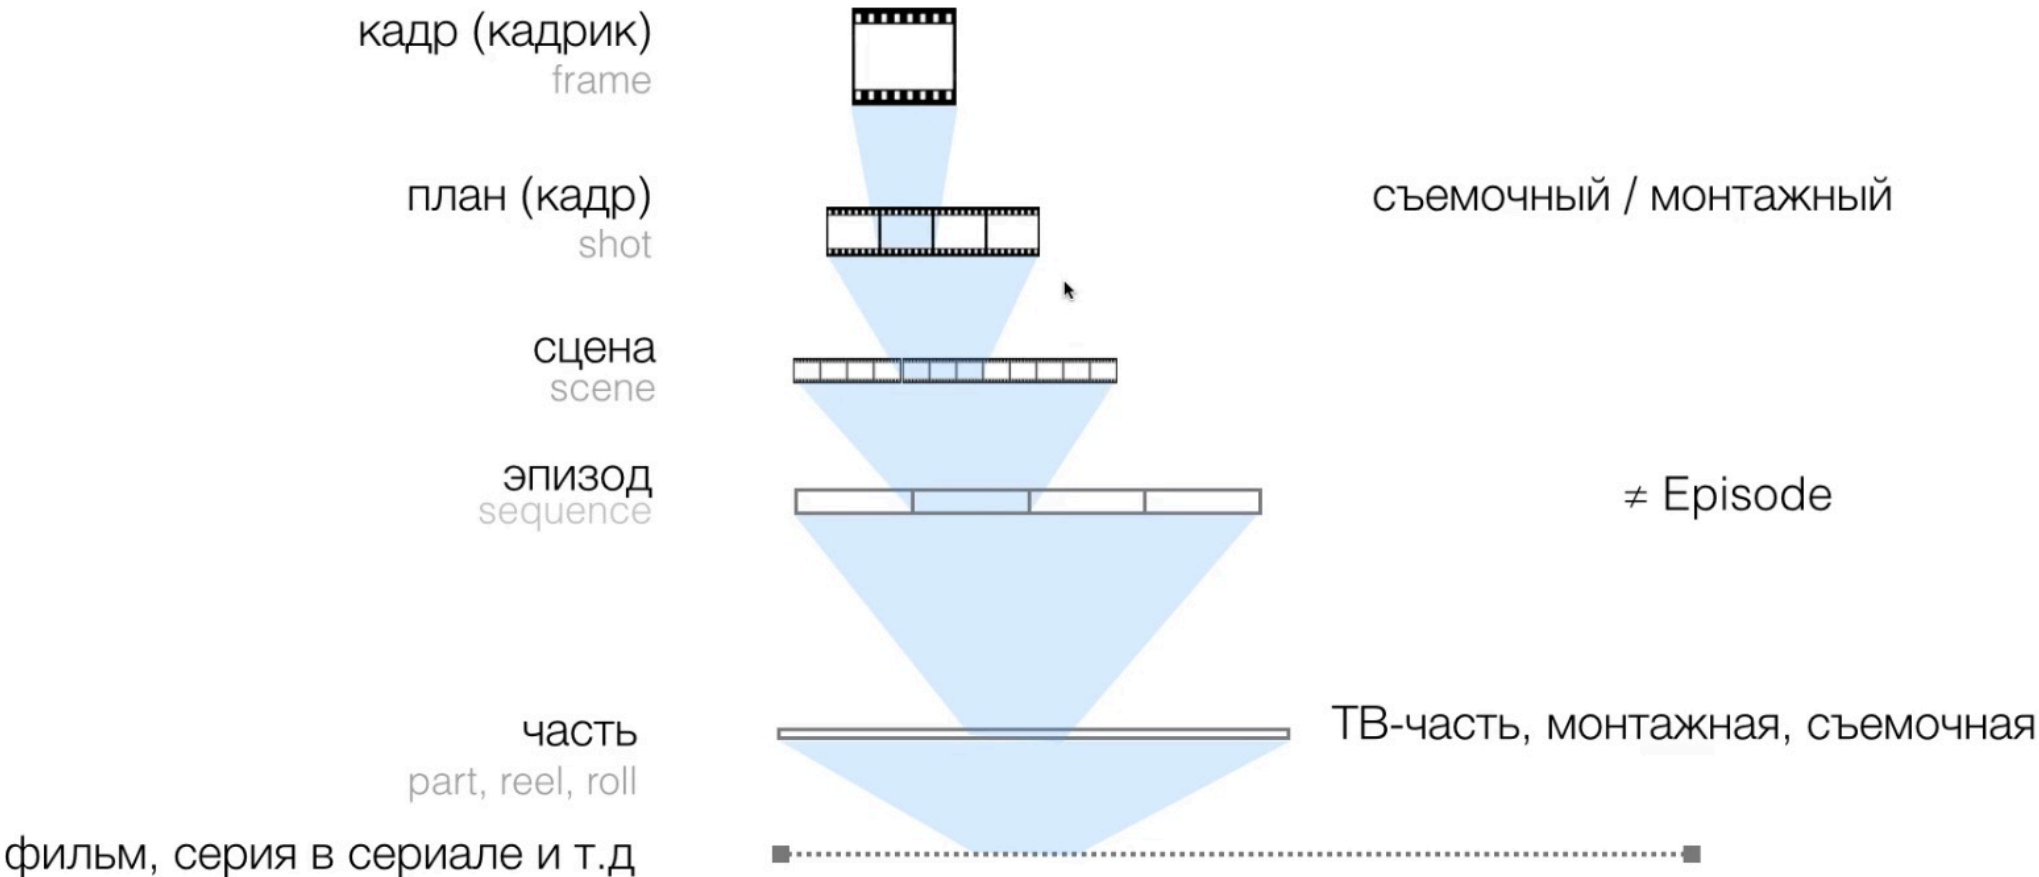 кадр (кадрик)
frame
план (кадр)
shot
съемочный / монтажный
сцена
scene
эпизод
sequence
≠ Episode
часть
part, reel, roll
ТВ-часть, монтажная, съемочная
фильм, серия в сериале и т.д